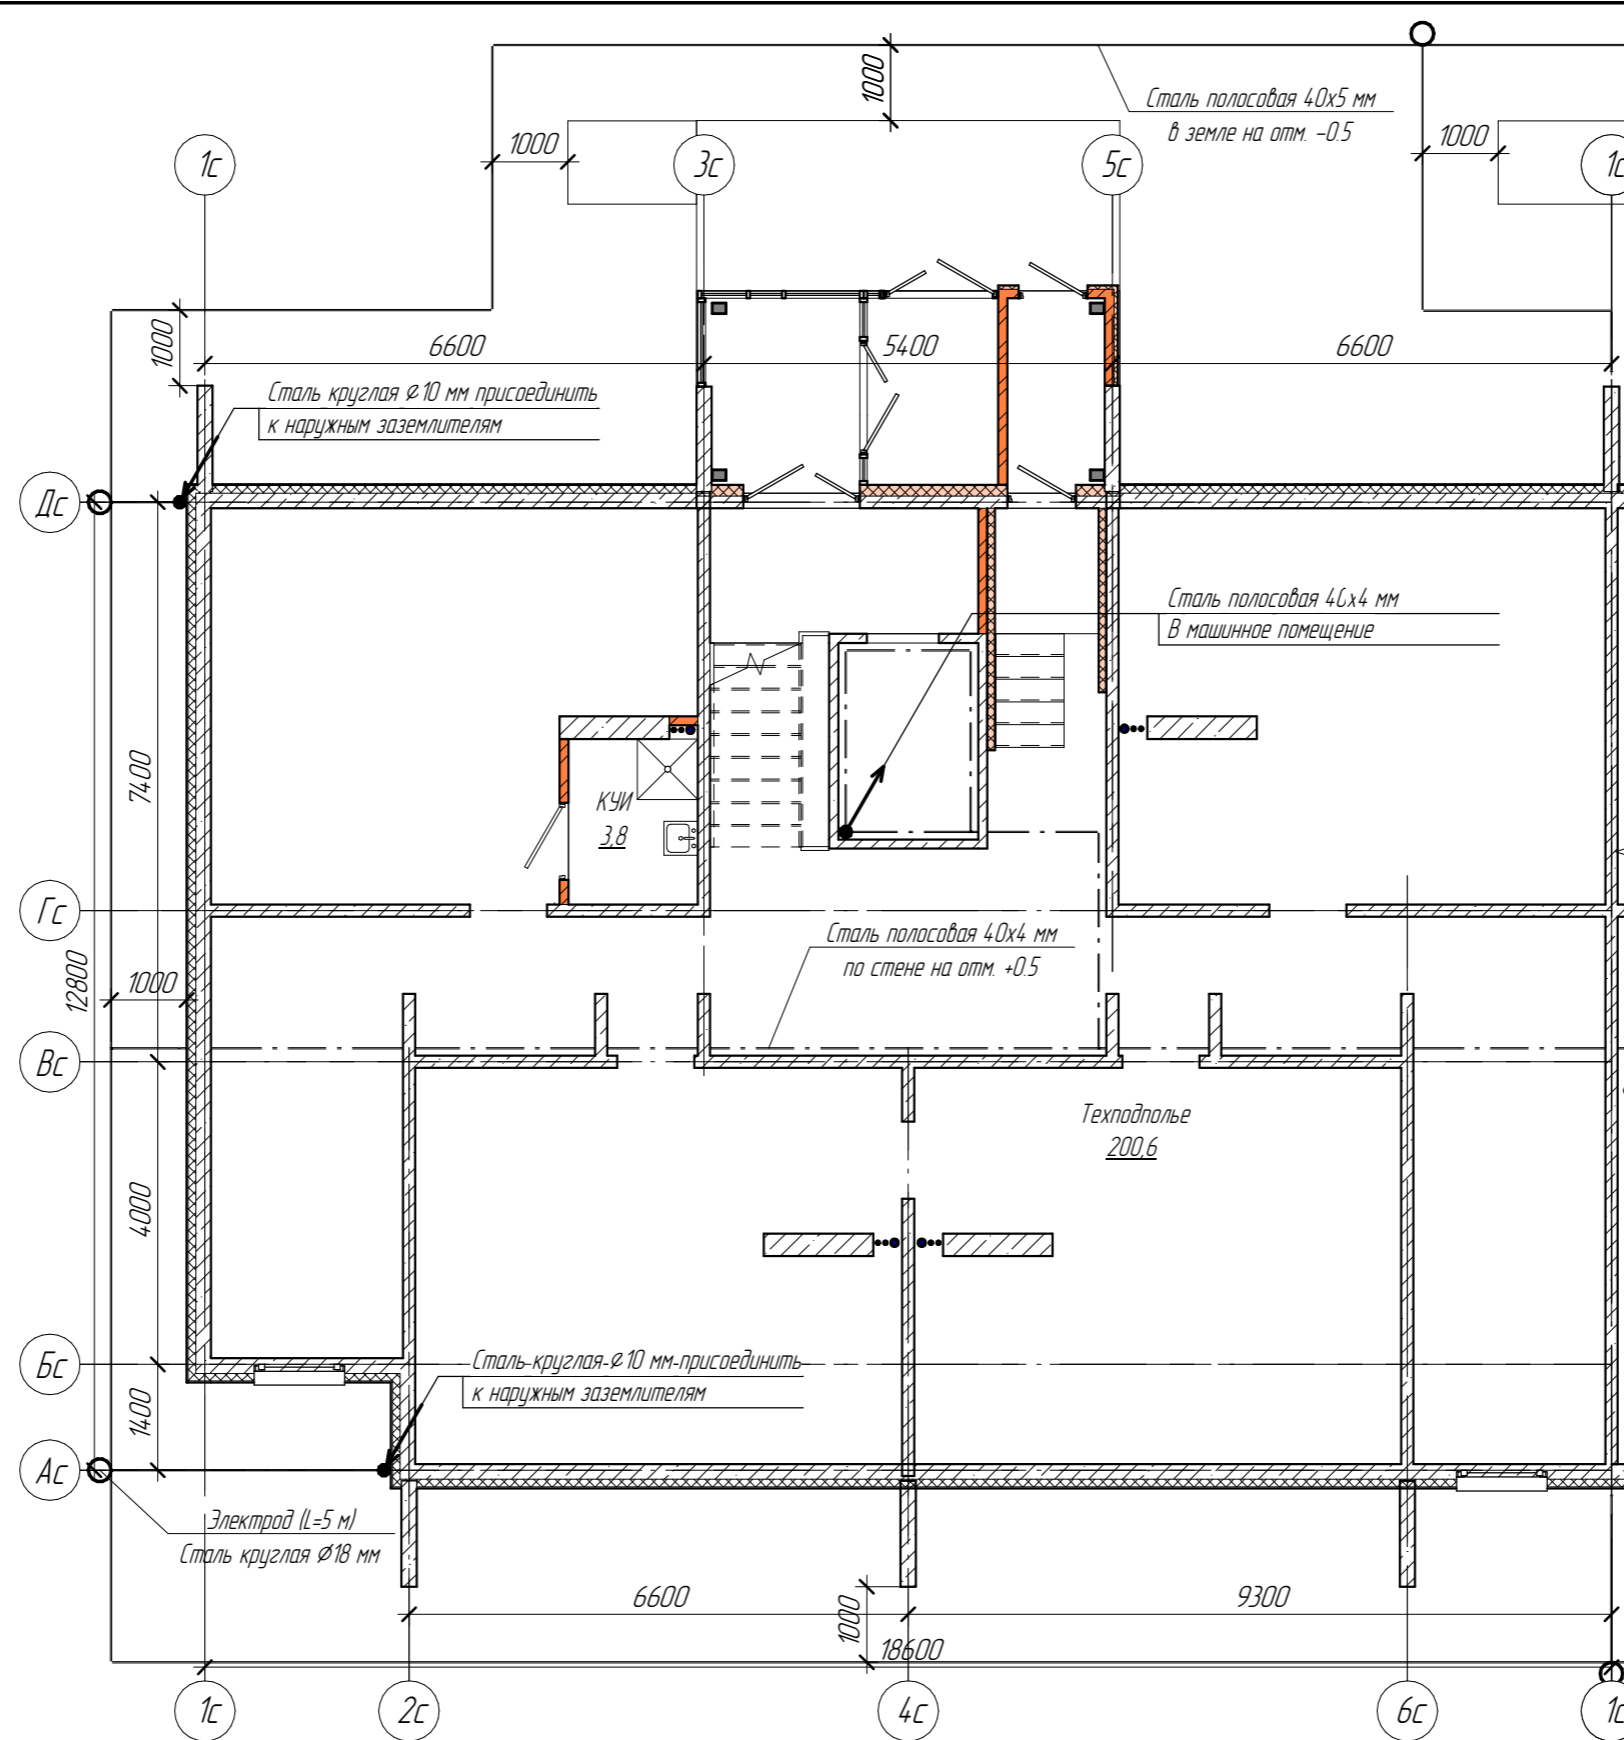 1000
Сталь полосовая 40х5 мм
в земле на отм. -0.5
1000
1000
1с
3с
5с
1с
1000
6600
5400
6600
Сталь круглая ⌀10 мм присоединить
к наружным заземлителям
Дс
Сталь полосовая 40х4 мм
В машинное помещение
7400
КУИ
3,8
Гс
Сталь полосовая 40х4 мм
по стене на отм. +0.5
12800
1000
Вс
Техподполье
200,6
4000
Бс
Сталь круглая ⌀10 мм присоединить
к наружным заземлителям
1400
Ас
Электрод (L=5 м)
Сталь круглая Ø18 мм
6600
9300
1000
18600
1с
2с
4с
6с
1с